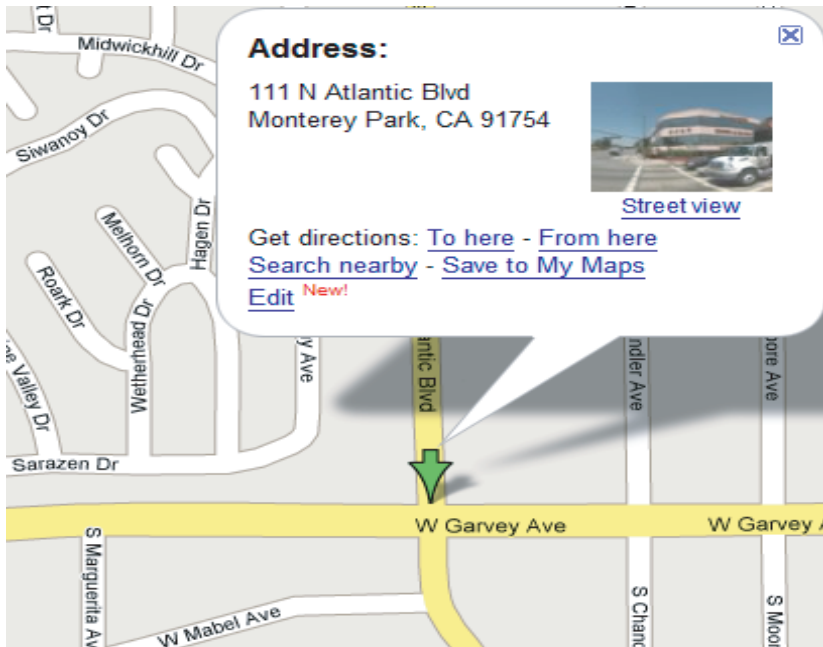 Dr
Midwickhill Dr
Siwanoy Dr
Melhorn Dr
Hagen Dr
Roark Dr
Wetherhead Dr
Valley Dr
Sarazen Dr
Address:
111 N Atlantic Blvd
Monterey Park, CA 91754
Street view
Get directions: To here - From here
Search nearby - Save to My Maps
Edit New!
y Ave
antic Blvd
ndler Ave
ore Ave
W Garvey Ave
W Garvey
S Marguerita Av
W Mabel Ave
S Chand
S Moor